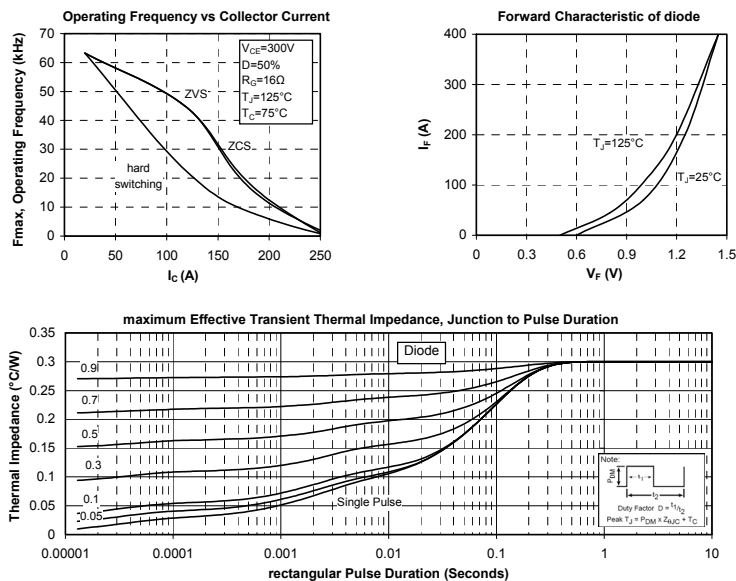 Operating Frequency vs Collector Current
Fmax, Operating Frequency (kHz)
70
60
50
40
30
20
10
0
VCE=300V
D=50%
RG=16Ω
TJ=125°C
TC=75°C
ZVS
ZCS
hard
switching
0 50 100 150 200 250
IC (A)
Forward Characteristic of diode
IF (A)
400
300
200
100
0
TJ=125°C
TJ=25°C
0 0.3 0.6 0.9 1.2 1.5
VF (V)
maximum Effective Transient Thermal Impedance, Junction to Pulse Duration
Thermal Impedance (°C/W)
0.35
0.3
0.25
0.2
0.15
0.1
0.05
0
Diode
0.9
0.7
0.5
0.3
0.1
0.05
Single Pulse
Note:
PDM
t1
t2
Duty Factor D = t1/t2
Peak TJ = PDM x ZθJC + TC
0.00001 0.0001 0.001 0.01 0.1 1 10
rectangular Pulse Duration (Seconds)